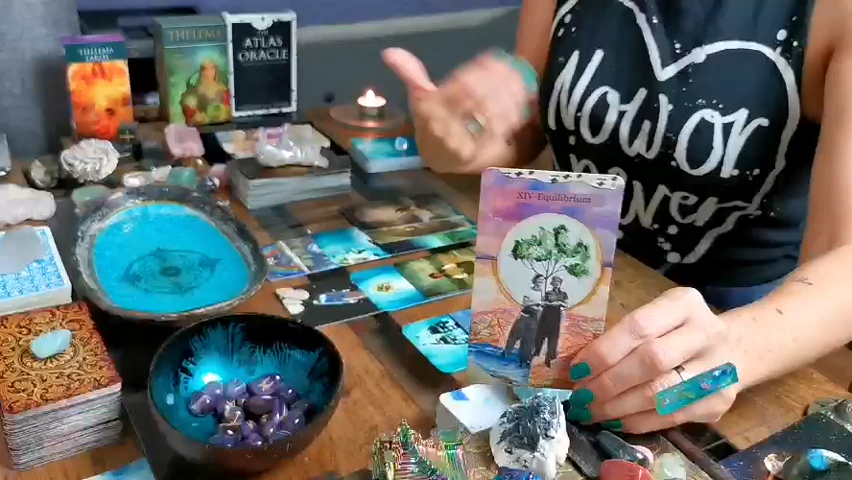 THELEMA
TAROT
THELEMA
THE
ATLAS
ORACLE
NOW OR
never
XIV-Equilibrium